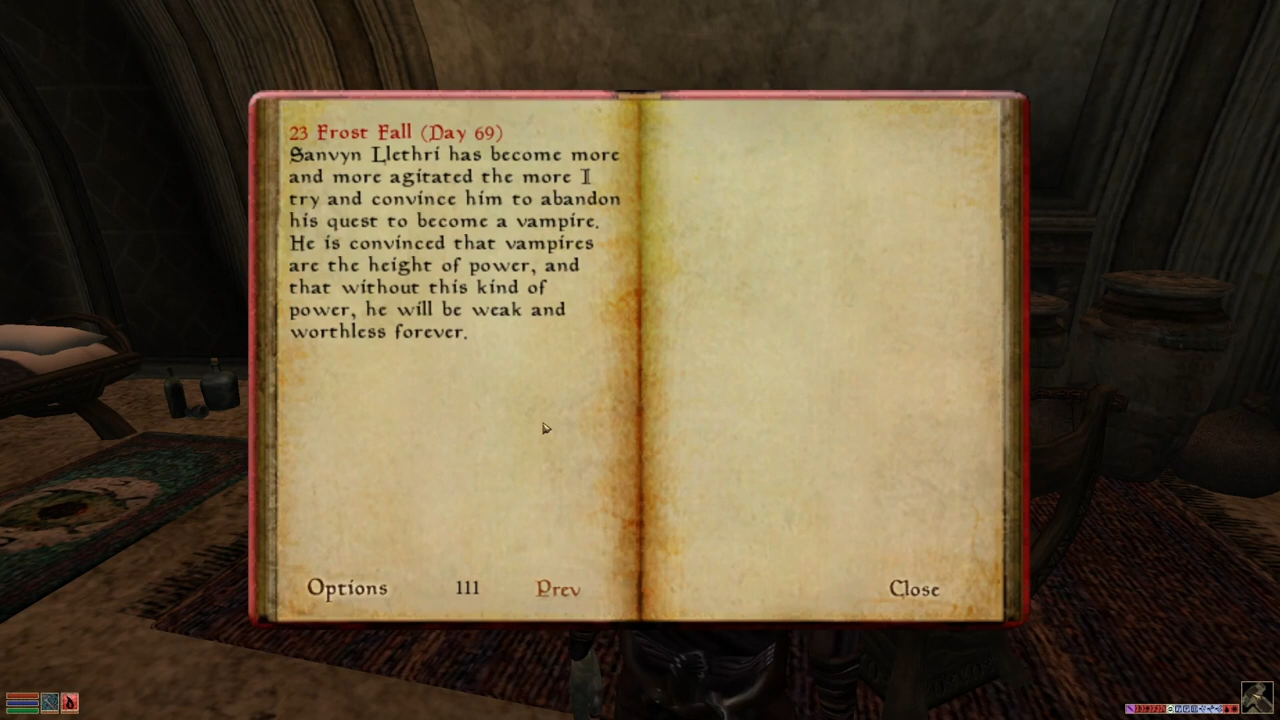 23 Frost Fall (Day 69)
Sanvyn Llethri has become more
and more agitated the more I
try and convince him to abandon
his quest to become a vampire.
He is convinced that vampires
are the height of power, and
that without this kind of
power, he will be weak and
worthless forever.
Options 111 Prev Close